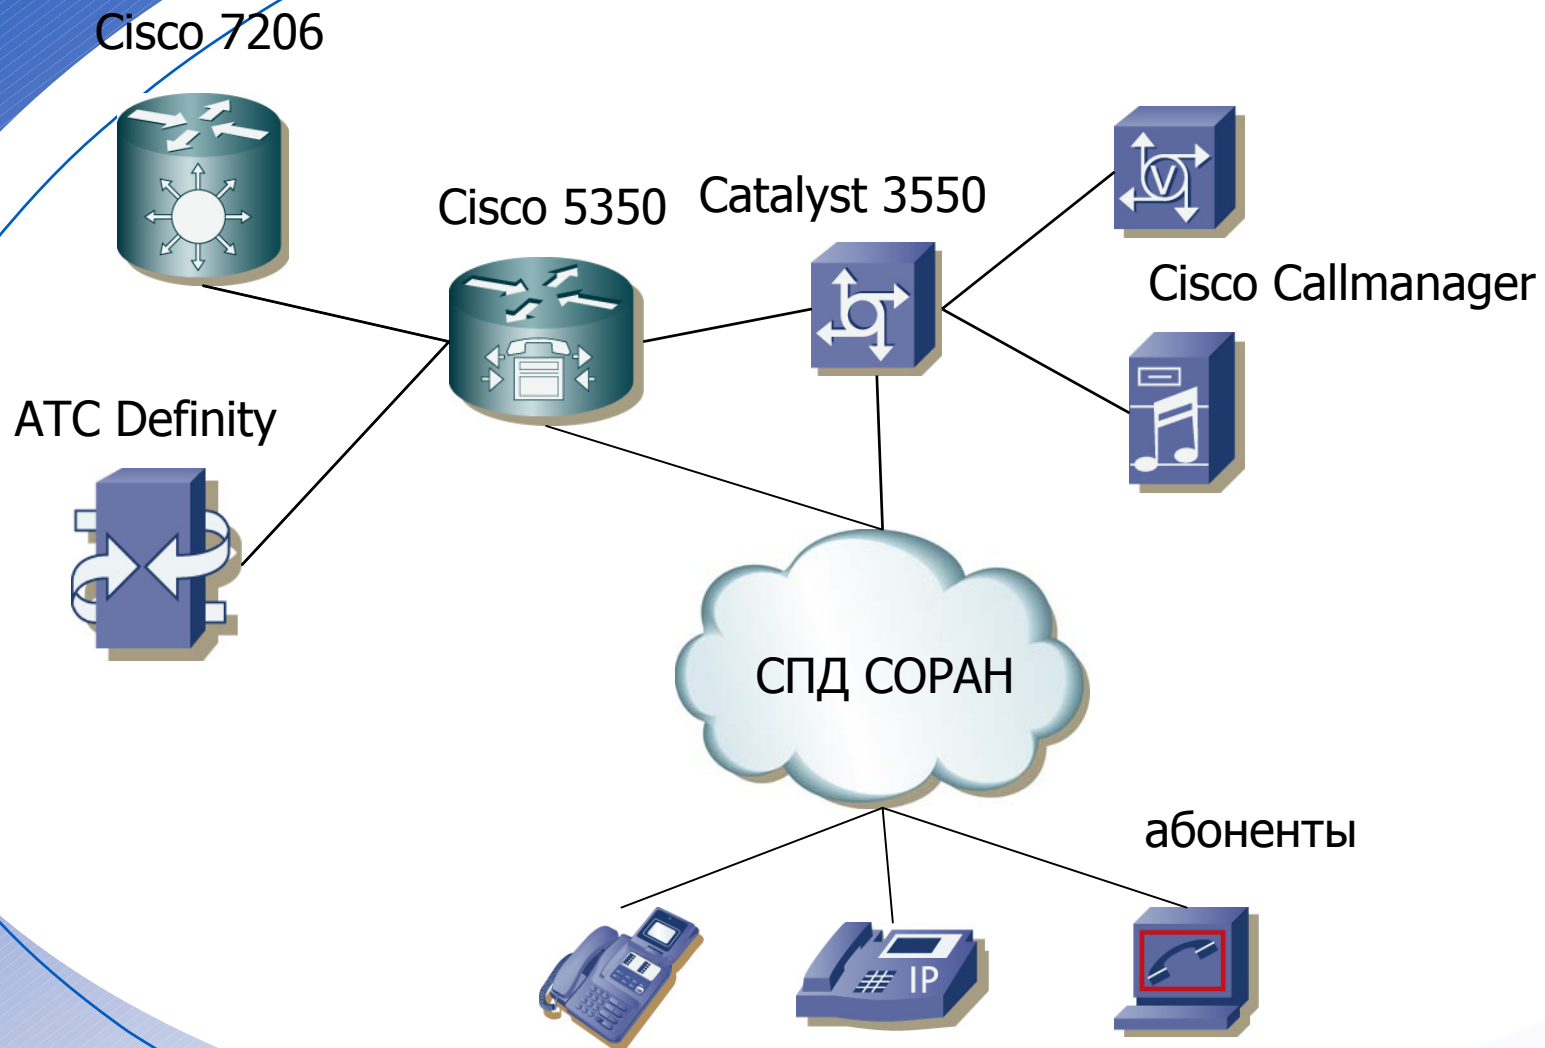 Cisco 7206
Cisco 5350
Catalyst 3550
V
Cisco Callmanager
АТС Definity
СПД СОРАН
абоненты
IP